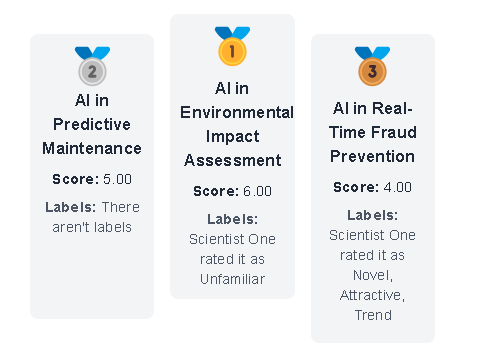 2
AI in
Predictive
Maintenance
Score: 5.00
Labels: There
aren't labels
1
AI in
Environmental
Impact
Assessment
Score: 6.00
Labels:
Scientist One
rated it as
Unfamiliar
3
AI in Real-
Time Fraud
Prevention
Score: 4.00
Labels:
Scientist One
rated it as
Novel,
Attractive,
Trend